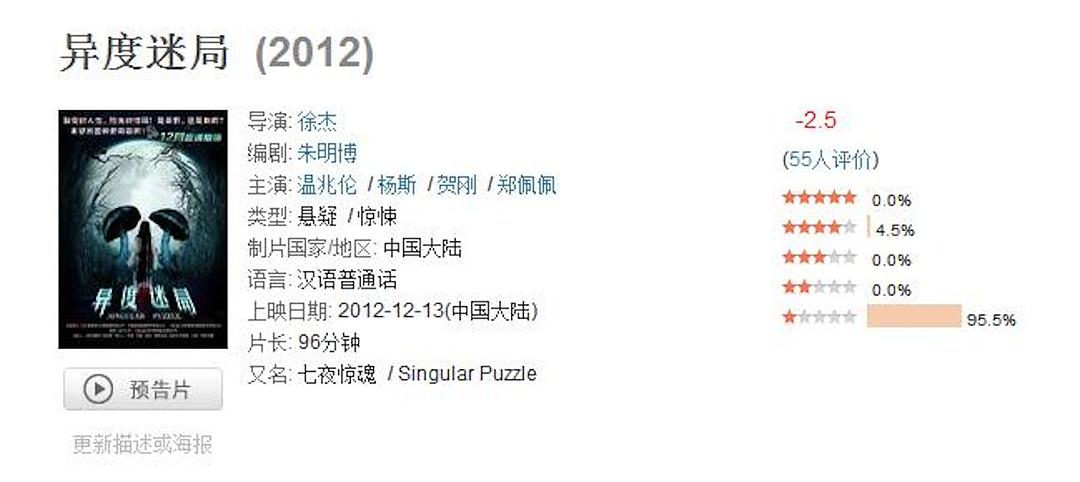 异度迷局 (2012)
导演: 徐杰
编剧: 朱明博
主演: 温兆伦 / 杨斯 / 贺刚 / 郑佩佩
类型: 悬疑 / 惊悚
制片国家/地区: 中国大陆
语言: 汉语普通话
上映日期: 2012-12-13(中国大陆)
片长: 96分钟
又名: 七夜惊魂 / Singular Puzzle
异度迷局
SINGULAR PUZZLE
预告片
更新描述或海报
-2.5
(55人评价)
0.0%
4.5%
0.0%
0.0%
95.5%